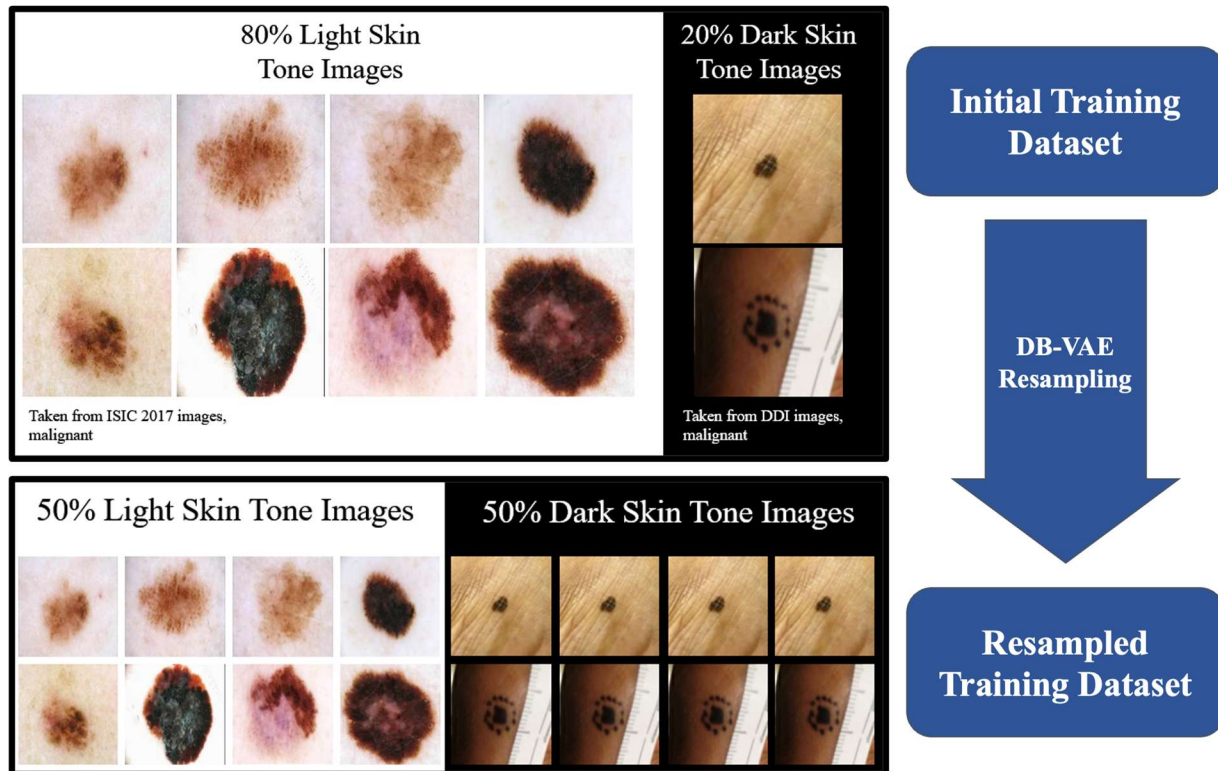 80% Light Skin
Tone Images
20% Dark Skin
Tone Images
Taken from ISIC 2017 images,
malignant
Taken from DDI images,
malignant
Initial Training
Dataset
DB-VAE
Resampling
50% Light Skin Tone Images
50% Dark Skin Tone Images
Resampled
Training Dataset